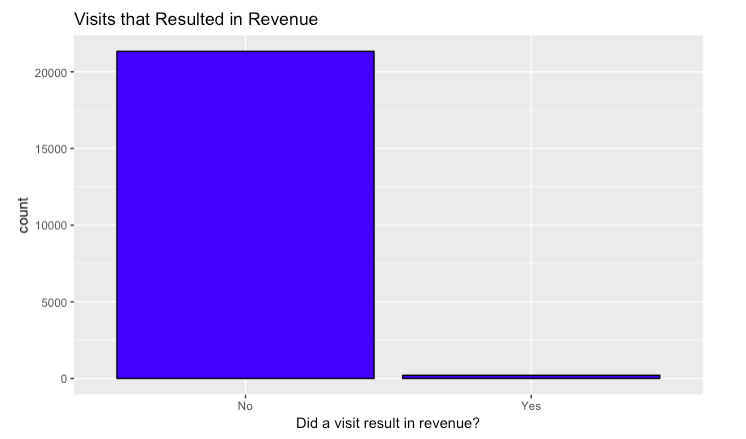 Visits that Resulted in Revenue
count
20000
15000
10000
5000
0
No Yes
Did a visit result in revenue?